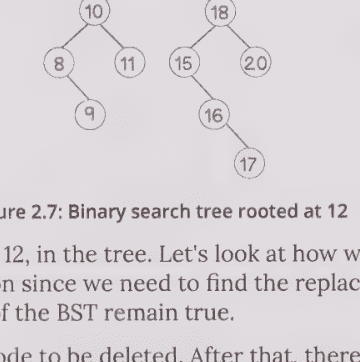 10 18
8 11 15 20
9 16
17
ure 2.7: Binary search tree rooted at 12
12, in the tree. Let's look at how w
n since we need to find the replac
f the BST remain true.
ode to be deleted. After that, there